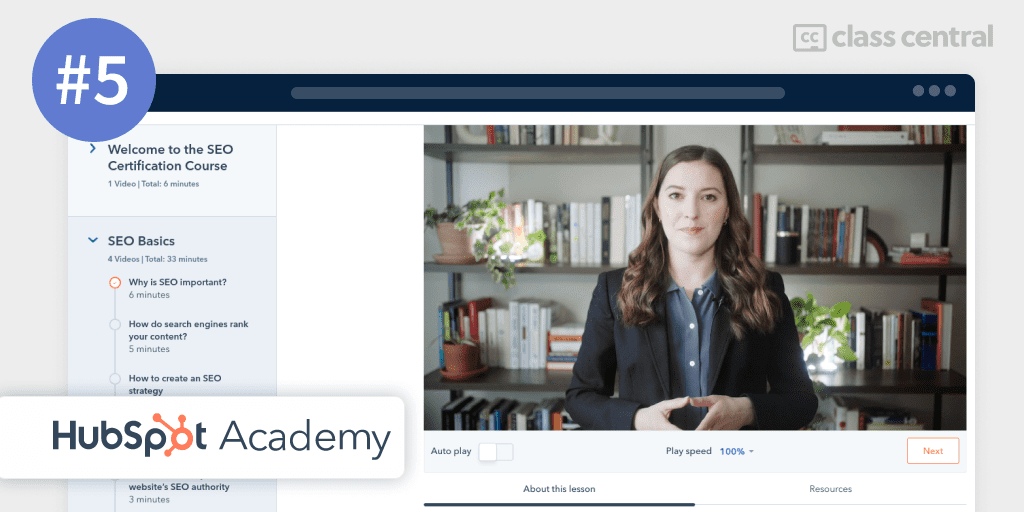 #5
cc class central
Welcome to the SEO
Certification Course
1 Video | Total: 6 minutes
SEO Basics
4 Videos | Total: 33 minutes
Why is SEO important?
6 minutes
How do search engines rank
your content?
5 minutes
How to create an SEO
strategy
HubSpot Academy
website's SEO authority
3 minutes
Auto play
Play speed 100%
Next
About this lesson
Resources